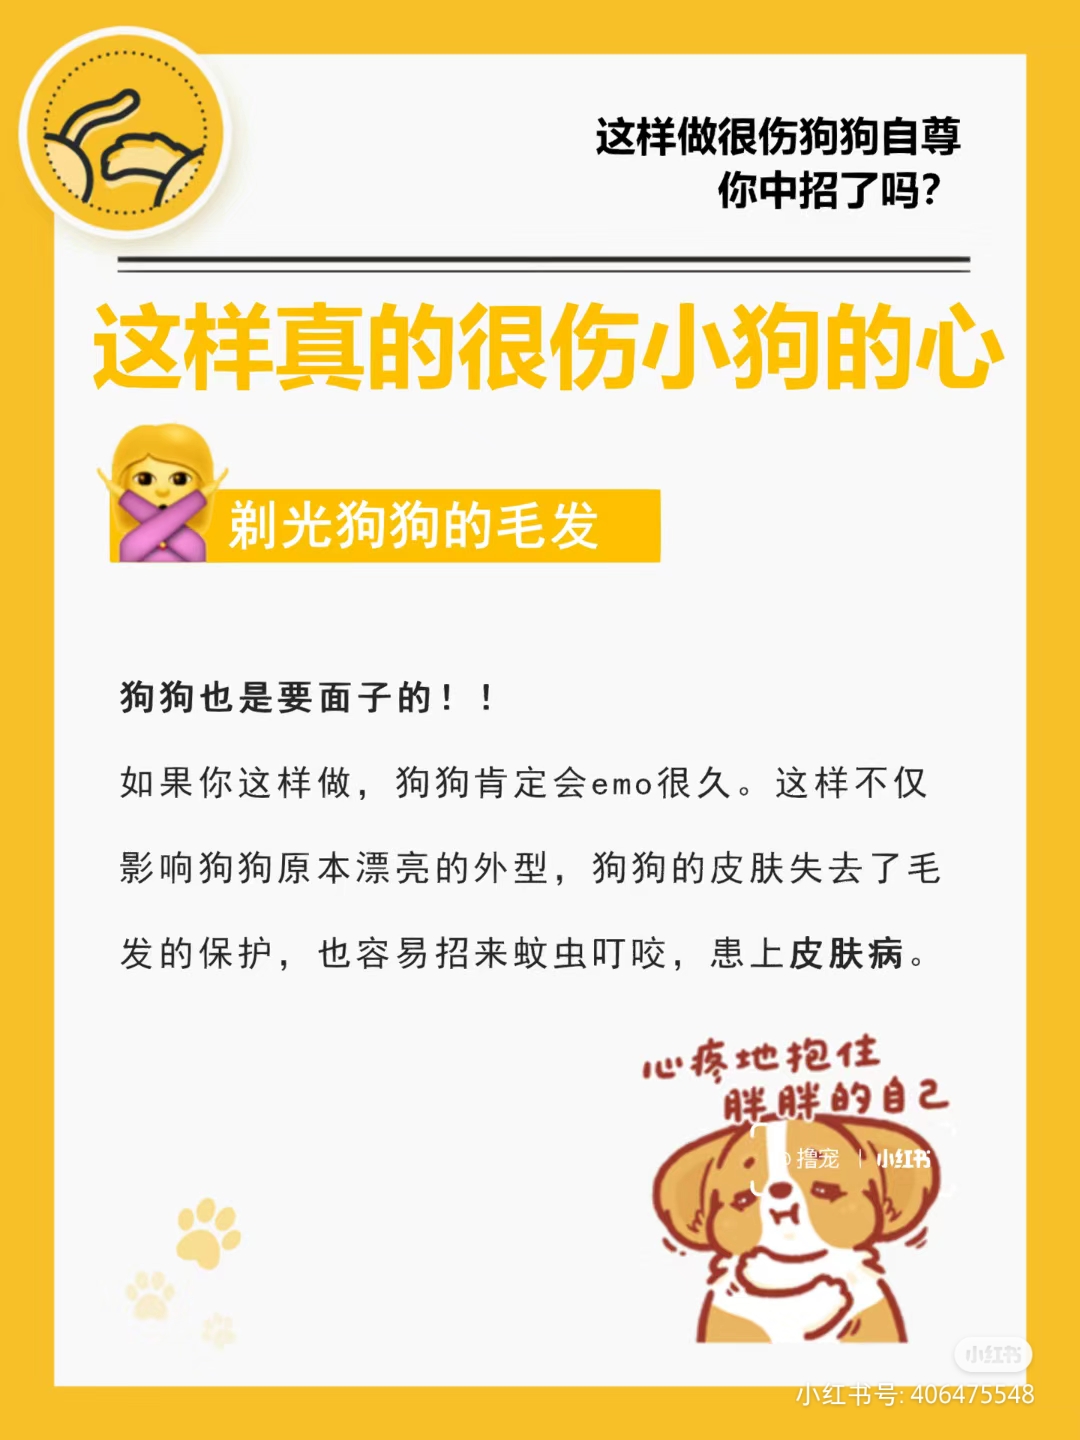 这样做很伤狗狗自尊
你中招了吗?
这样真的很伤小狗的心
剃光狗狗的毛发
狗狗也是要面子的！！
如果你这样做，狗狗肯定会emo很久。这样不仅
影响狗狗原本漂亮的外型，狗狗的皮肤失去了毛
发的保护，也容易招来蚊虫叮咬，患上皮肤病。
心疼地抱住
胖胖的自己
撸宠 | 小红书
小红书
小红书号: 406475548